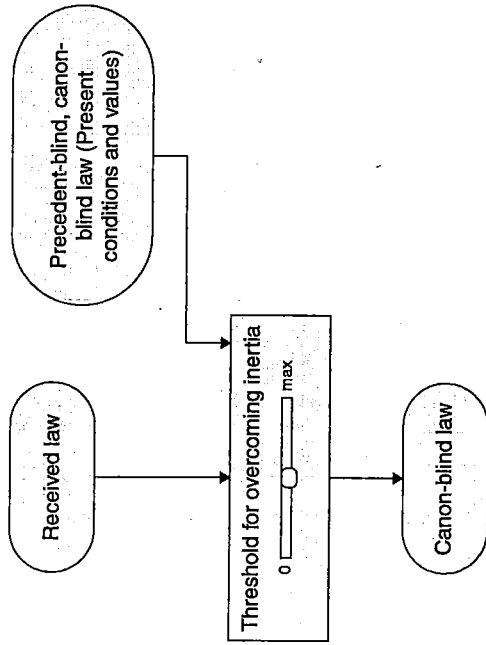 Received law
Precedent-blind, canon-
blind law (Present
conditions and values)
Threshold for overcoming inertia
0 max
Canon-blind law